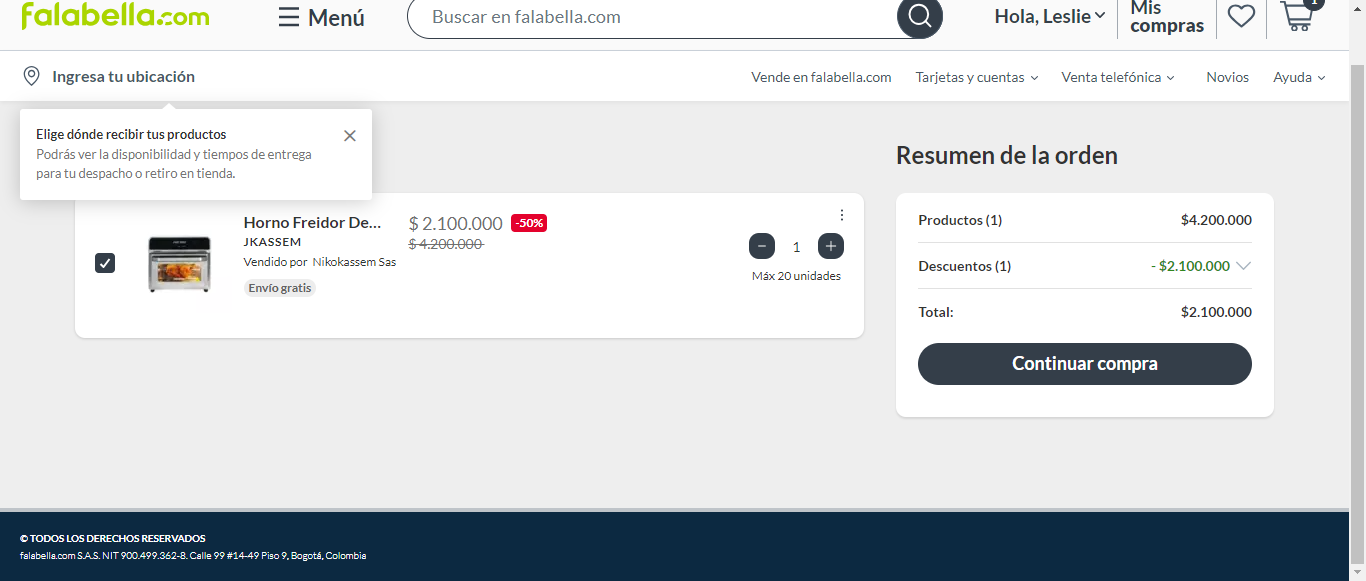 falabella.com
Menú
Buscar en falabella.com
Hola, Leslie
Mis
compras
1
Ingresa tu ubicación
Vende en falabella.com
Tarjetas y cuentas
Venta telefónica
Novios
Ayuda
Elige dónde recibir tus productos
Podrás ver la disponibilidad y tiempos de entrega
para tu despacho o retiro en tienda.
Horno Freidor De...
JKASSEM
Vendido por Nikokassem Sas
Envío gratis
$ 2.100.000 -50%
$ 4.200.000
1
Máx 20 unidades
Resumen de la orden
Productos (1) $4.200.000
Descuentos (1) - $2.100.000
Total: $2.100.000
Continuar compra
© TODOS LOS DERECHOS RESERVADOS
falabella.com S.A.S. NIT 900.499.362-8. Calle 99 #14-49 Piso 9, Bogotá, Colombia